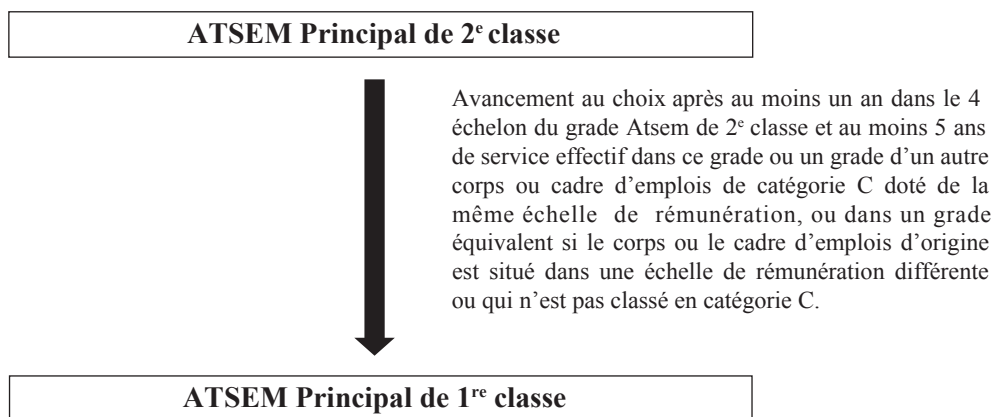 ATSEM Principal de 2e classe
Avancement au choix après au moins un an dans le 4
échelon du grade Atsem de 2e classe et au moins 5 ans
de service effectif dans ce grade ou un grade d’un autre
corps ou cadre d’emplois de catégorie C doté de la
même échelle de rémunération, ou dans un grade
équivalent si le corps ou le cadre d’emplois d’origine
est situé dans une échelle de rémunération différente
ou qui n’est pas classé en catégorie C.
ATSEM Principal de 1re classe